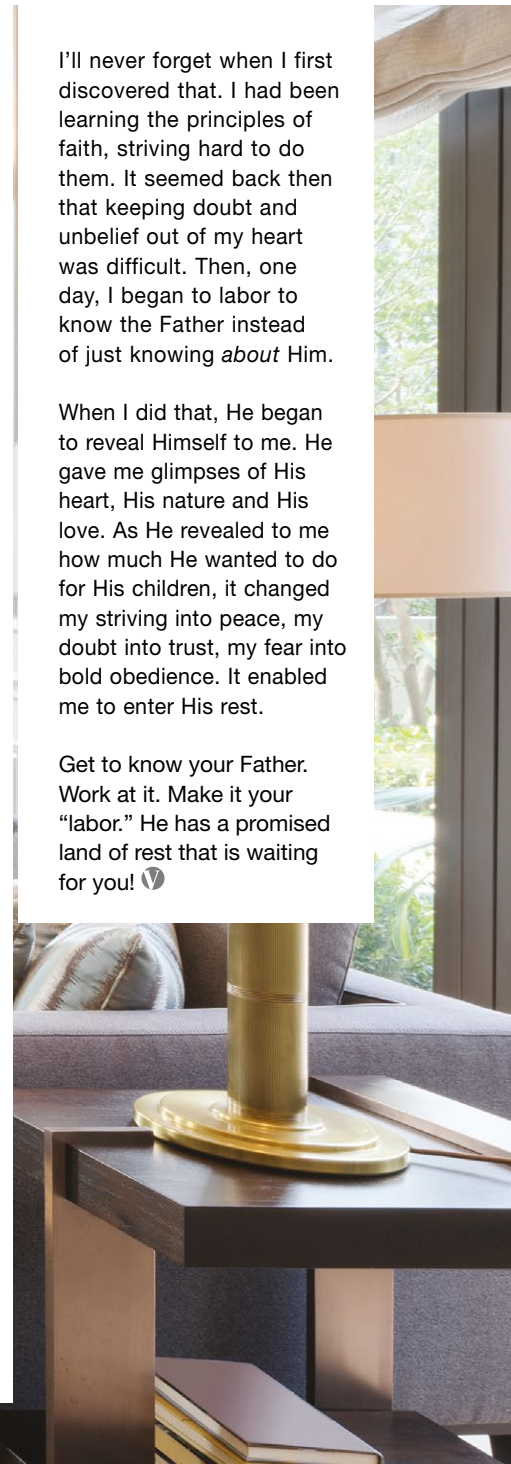 I’ll never forget when I first
discovered that. I had been
learning the principles of
faith, striving hard to do
them. It seemed back then
that keeping doubt and
unbelief out of my heart
was difficult. Then, one
day, I began to labor to
know the Father instead
of just knowing about Him.
When I did that, He began
to reveal Himself to me. He
gave me glimpses of His
heart, His nature and His
love. As He revealed to me
how much He wanted to do
for His children, it changed
my striving into peace, my
doubt into trust, my fear into
bold obedience. It enabled
me to enter His rest.
Get to know your Father.
Work at it. Make it your
“labor.” He has a promised
land of rest that is waiting
for you! V